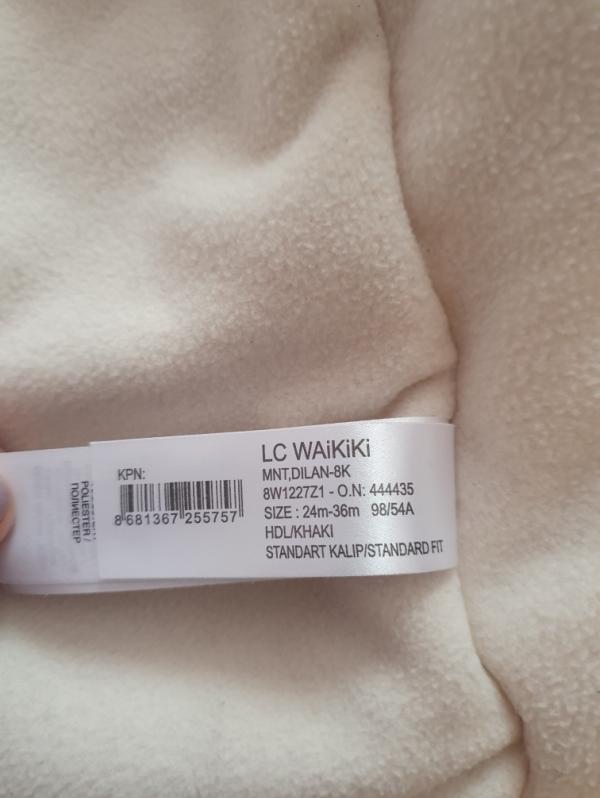 LC WAiKiKi
MNT,DILAN-8K
8W1227Z1 - O.N: 444435
SIZE : 24m-36m 98/54A
HDL/KHAKI
STANDART KALIP/STANDARD FIT
KPN:
8 681367 255757
POLIESTER /
ПОЛИЕСТЕР